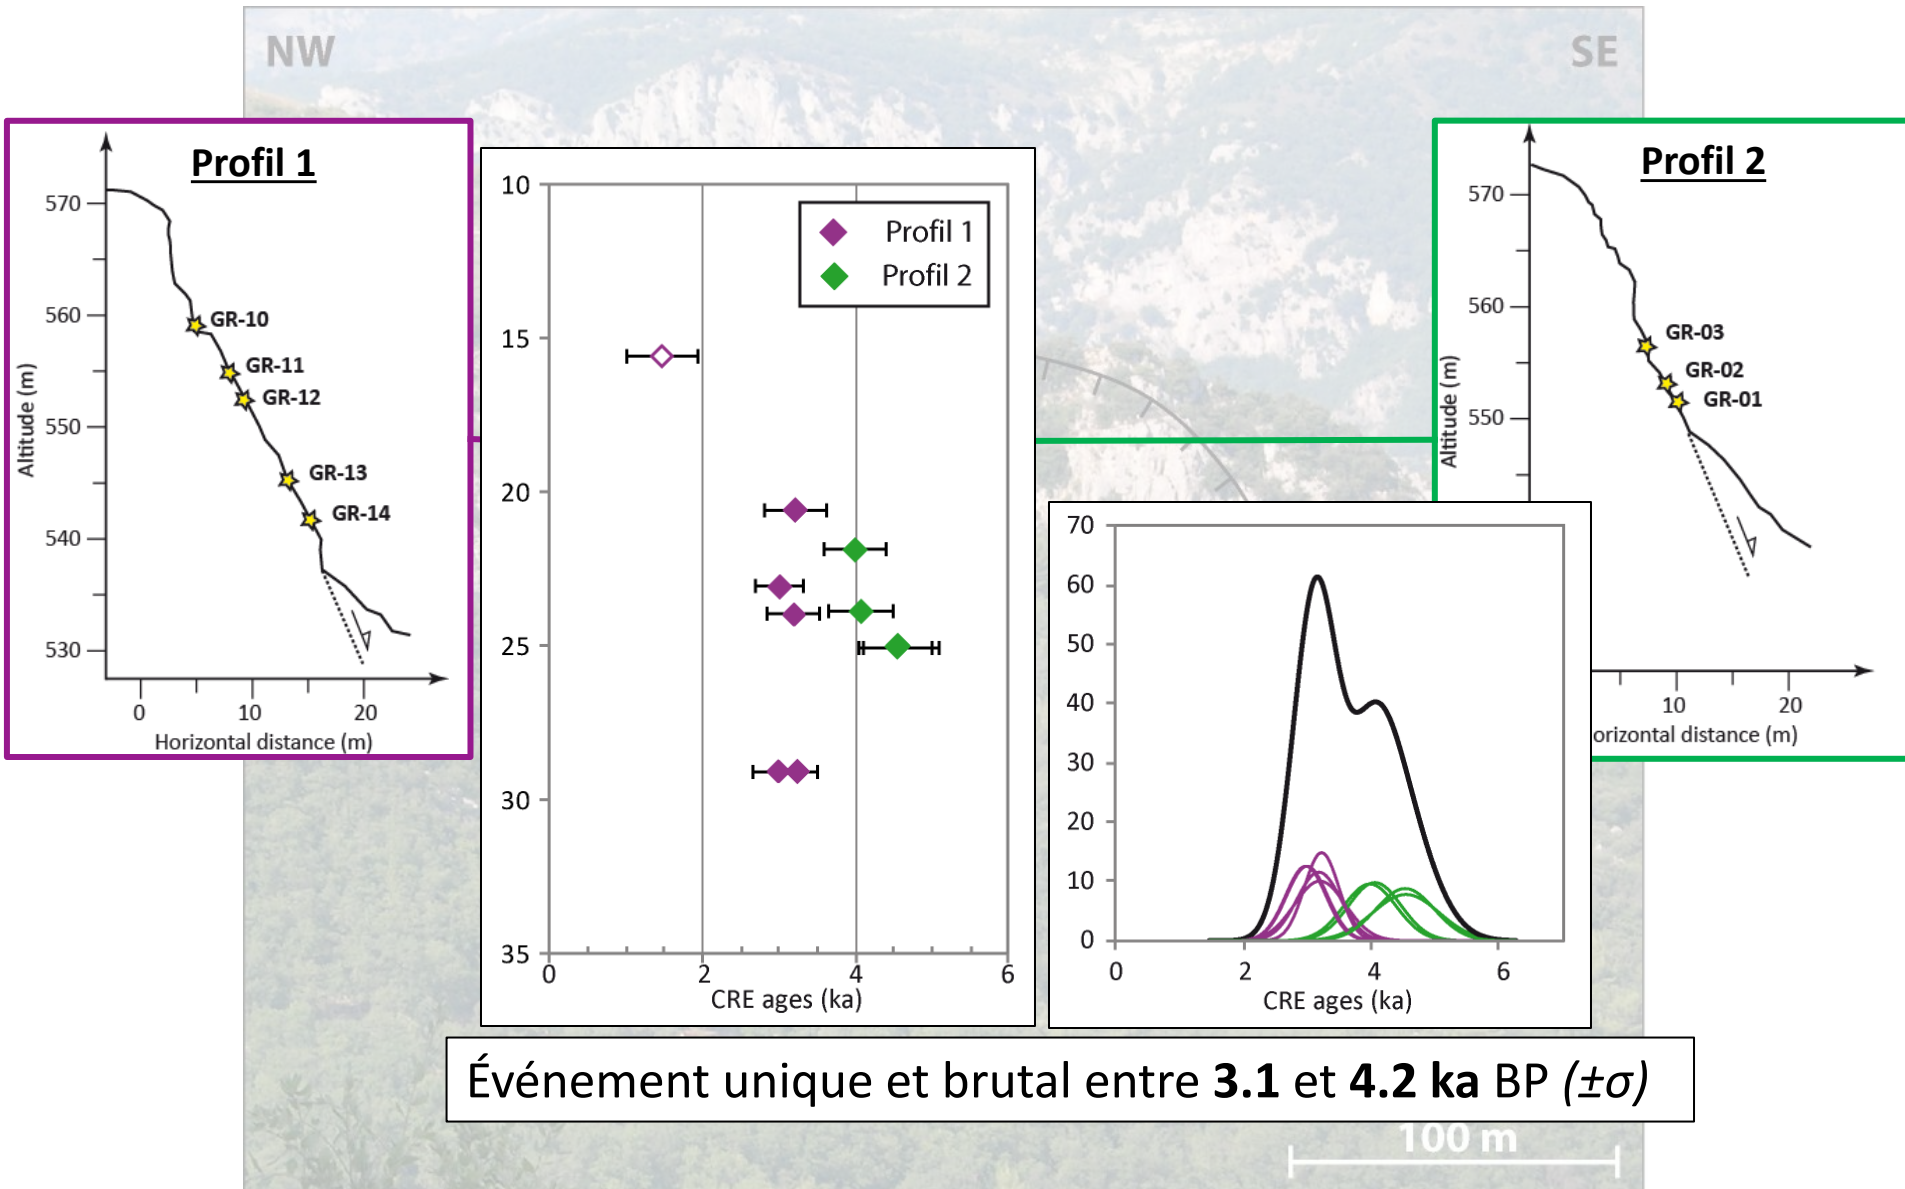 NW
SE
Profil 1
570
560
550
540
530
Altitude (m)
GR-10
GR-11
GR-12
GR-13
GR-14
0
10
20
Horizontal distance (m)
10
15
20
25
30
35
Profil 1
Profil 2
0
2
4
6
CRE ages (ka)
Profil 2
570
560
550
Altitude (m)
GR-03
GR-02
GR-01
10
20
orizontal distance (m)
70
60
50
40
30
20
10
0
0
2
4
6
CRE ages (ka)
Événement unique et brutal entre 3.1 et 4.2 ka BP (±σ)
100 m